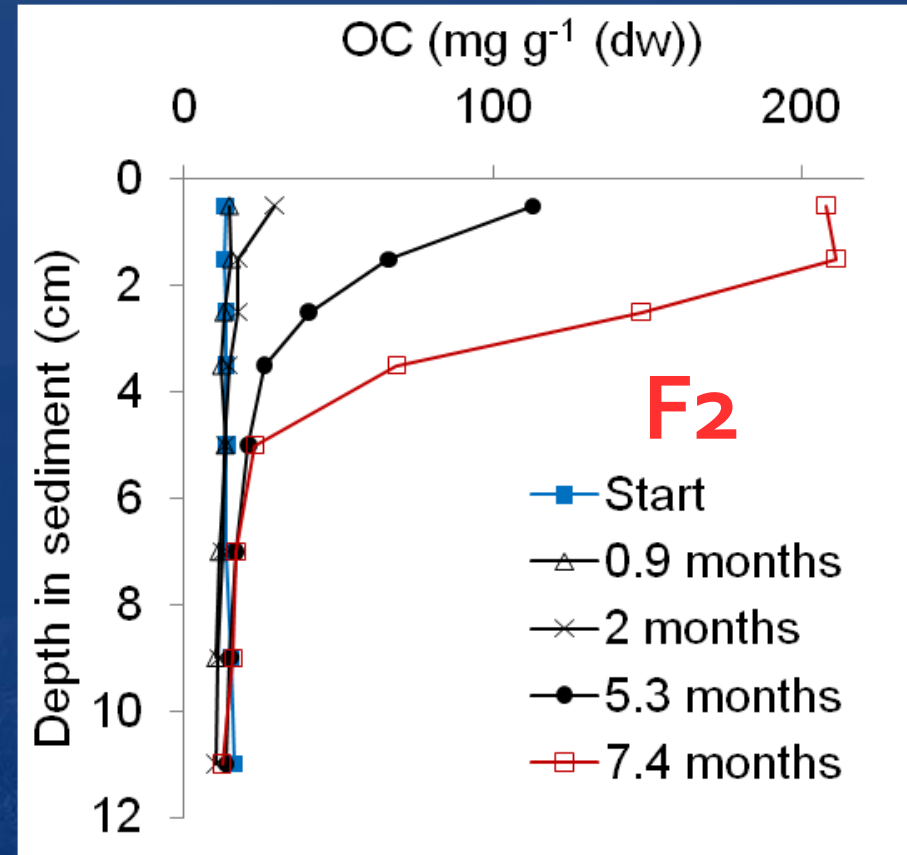 OC (mg g⁻¹ (dw))
0 100 200
0
2
4
6
8
10
12
Depth in sediment (cm)
F2
Start
0.9 months
2 months
5.3 months
7.4 months